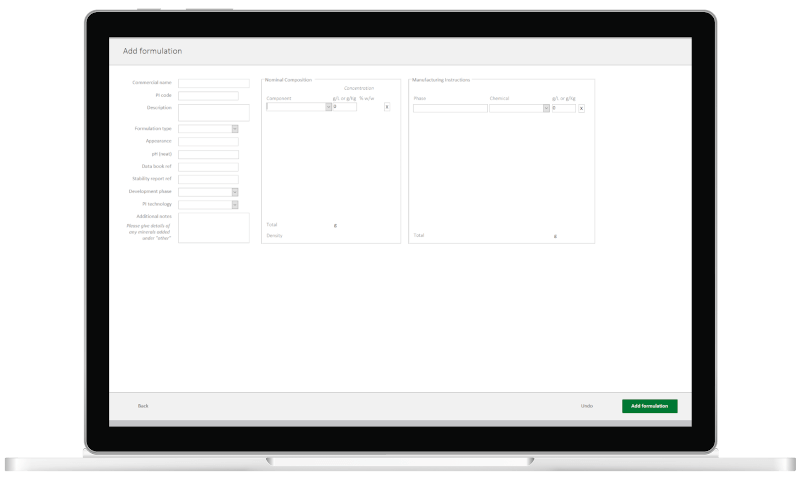 Add formulation
Commercial name
PI code
Description
Formulation type
Appearance
pH (neat)
Data book ref
Stability report ref
Development phase
PI technology
Additional notes
Please give details of
any minerals added
under "other"
Nominal Composition
Concentration
Component g/L or g/kg % w/w
0 x
Total 0
Density
Manufacturing Instructions
Phase Chemical g/L or g/kg
0 x
Total 0
Back Undo Add formulation